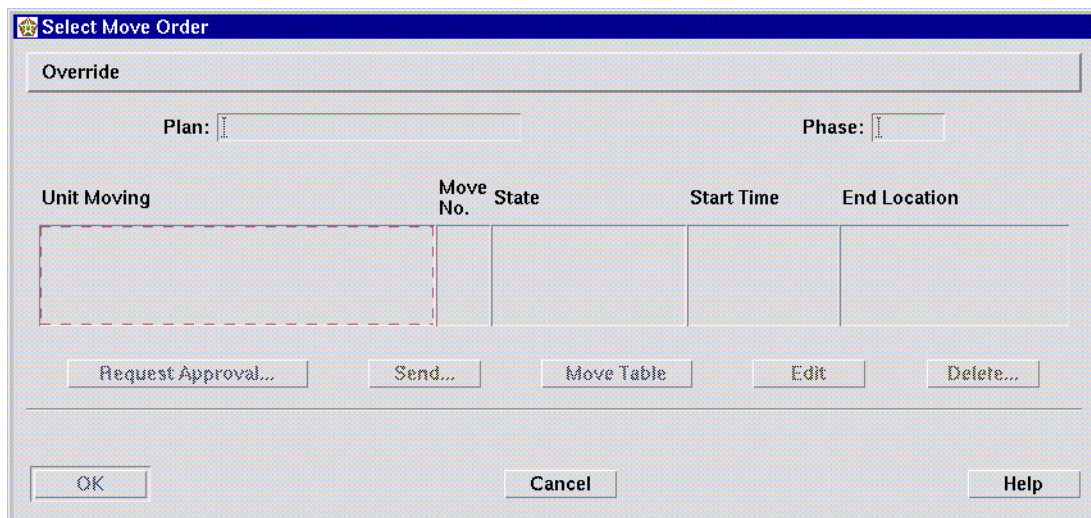 Select Move Order
Override
Plan: Phase:
Unit Moving Move No. State Start Time End Location
Request Approval... Send... Move Table Edit Delete...
OK Cancel Help